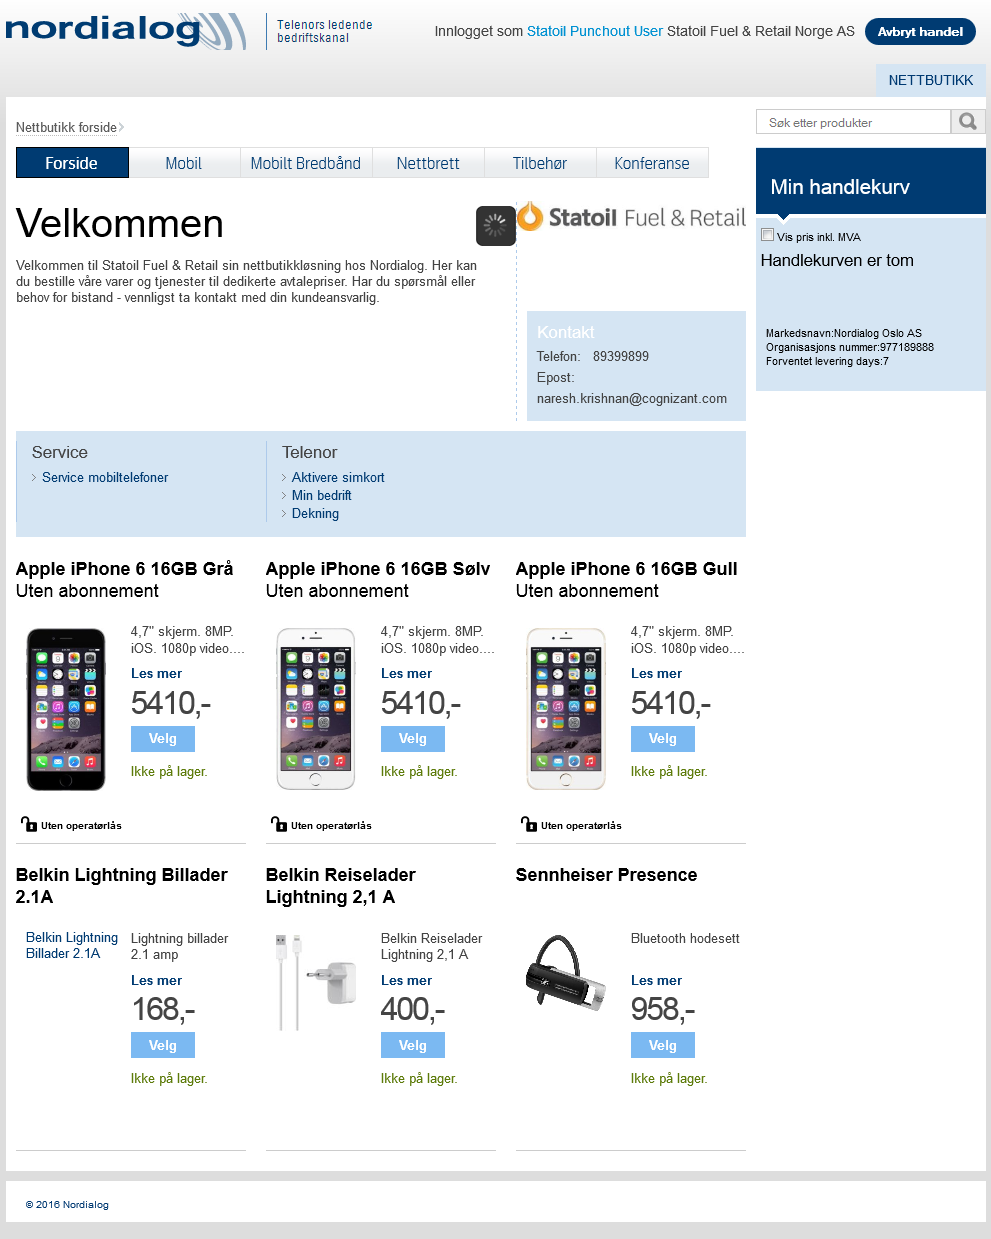 nordialog
Telenors ledende
bedriftskanal
Innlogget som Statoil Punchout User Statoil Fuel & Retail Norge AS
Avbryt handel
NETTBUTIKK
Nettbutikk forside
Søk etter produkter
Forside Mobil Mobilt Bredbånd Nettbrett Tilbehør Konferanse
Min handlekurv
Velkommen
Statoil Fuel & Retail
Vis pris inkl. MVA
Handlekurven er tom
Velkommen til Statoil Fuel & Retail sin nettbutikkløsning hos Nordialog. Her kan
du bestille våre varer og tjenester til dedikerte avtalepriser. Har du spørsmål eller
behov for bistand - vennligst ta kontakt med din kundeansvarlig.
Kontakt
Telefon: 89399899
Epost:
naresh.krishnan@cognizant.com
Markedsnavn:Nordialog Oslo AS
Organisasjons nummer:977189888
Forventet levering days:7
Service
Service mobiltelefoner
Telenor
Aktivere simkort
Min bedrift
Dekning
Apple iPhone 6 16GB Grå
Uten abonnement
4,7" skjerm. 8MP.
iOS. 1080p video....
Les mer
5410,-
Velg
Ikke på lager.
Uten operatørlås
Apple iPhone 6 16GB Sølv
Uten abonnement
4,7" skjerm. 8MP.
iOS. 1080p video....
Les mer
5410,-
Velg
Ikke på lager.
Uten operatørlås
Apple iPhone 6 16GB Gull
Uten abonnement
4,7" skjerm. 8MP.
iOS. 1080p video....
Les mer
5410,-
Velg
Ikke på lager.
Uten operatørlås
Belkin Lightning Billader
2.1A
Belkin Lightning
Billader 2.1A
Lightning billader
2.1 amp
Les mer
168,-
Velg
Ikke på lager.
Belkin Reiselader
Lightning 2,1 A
Belkin Reiselader
Lightning 2,1 A
Les mer
400,-
Velg
Ikke på lager.
Sennheiser Presence
Bluetooth hodesett
Les mer
958,-
Velg
Ikke på lager.
© 2016 Nordialog